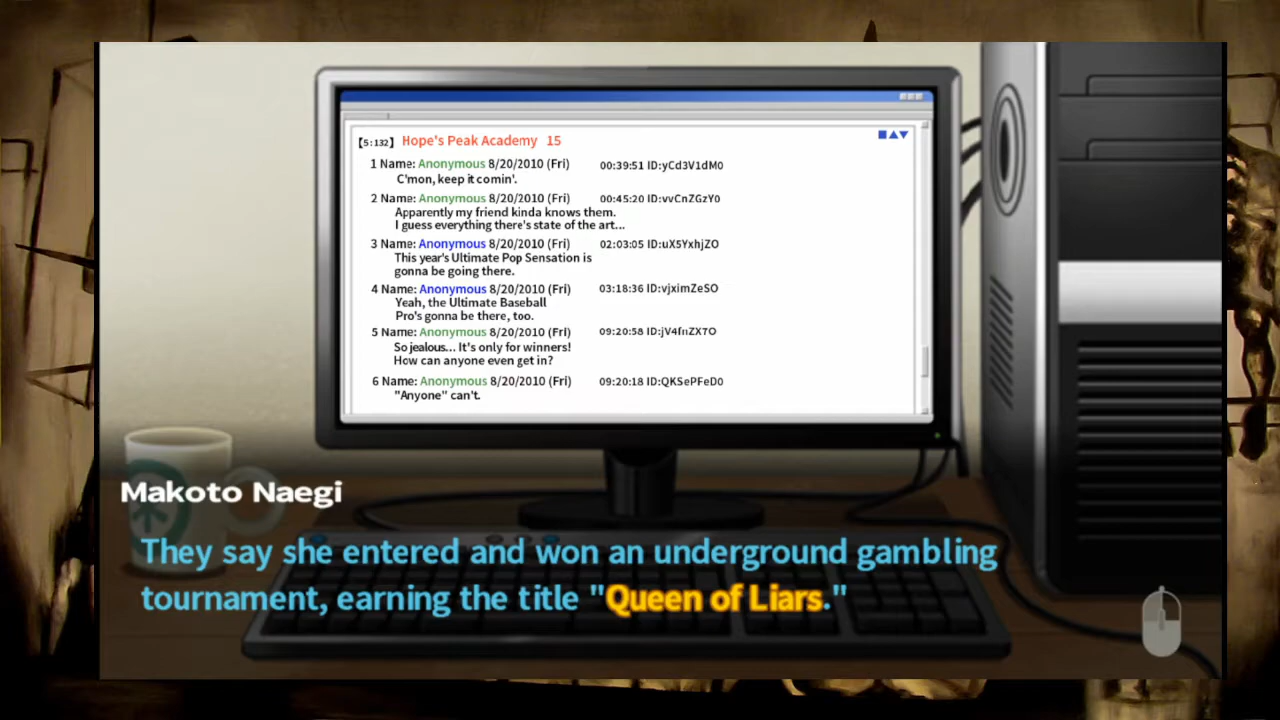 【5:132】 Hope's Peak Academy 15
1 Name: Anonymous 8/20/2010 (Fri) 00:39:51 ID:yCd3V1dM0
C'mon, keep it comin'.
2 Name: Anonymous 8/20/2010 (Fri) 00:45:20 ID:vvCnZGzY0
Apparently my friend kinda knows them.
I guess everything there's state of the art...
3 Name: Anonymous 8/20/2010 (Fri) 02:03:05 ID:uX5YxhjZO
This year's Ultimate Pop Sensation is
gonna be going there.
4 Name: Anonymous 8/20/2010 (Fri) 03:18:36 ID:vjximZeSO
Yeah, the Ultimate Baseball
Pro's gonna be there, too.
5 Name: Anonymous 8/20/2010 (Fri) 09:20:58 ID:jV4fnZX7O
So jealous... It's only for winners!
How can anyone even get in?
6 Name: Anonymous 8/20/2010 (Fri) 09:20:18 ID:QKSePFeD0
"Anyone" can't.
Makoto Naegi
They say she entered and won an underground gambling
tournament, earning the title "Queen of Liars."